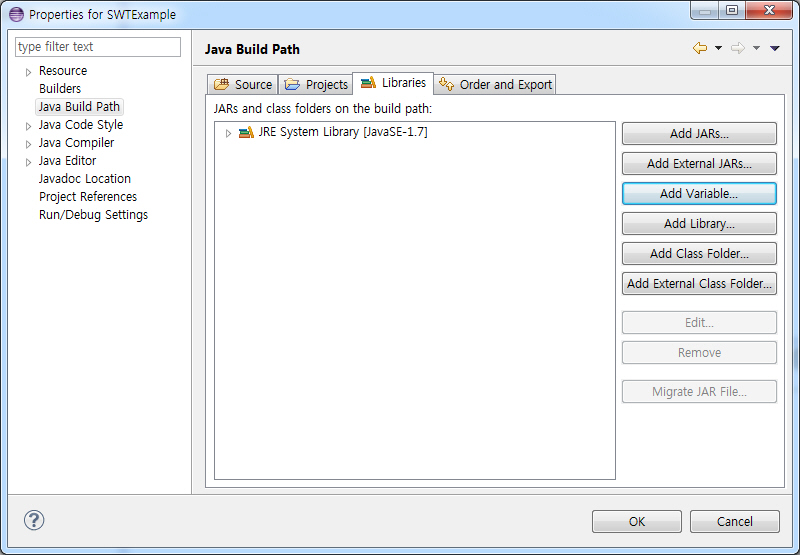 Properties for SWTExample
type filter text
Resource
Builders
Java Build Path
Java Code Style
Java Compiler
Java Editor
Javadoc Location
Project References
Run/Debug Settings
Java Build Path
Source
Projects
Libraries
Order and Export
JARs and class folders on the build path:
JRE System Library [JavaSE-1.7]
Add JARs...
Add External JARs...
Add Variable...
Add Library...
Add Class Folder...
Add External Class Folder...
Edit...
Remove
Migrate JAR File...
?
OK
Cancel